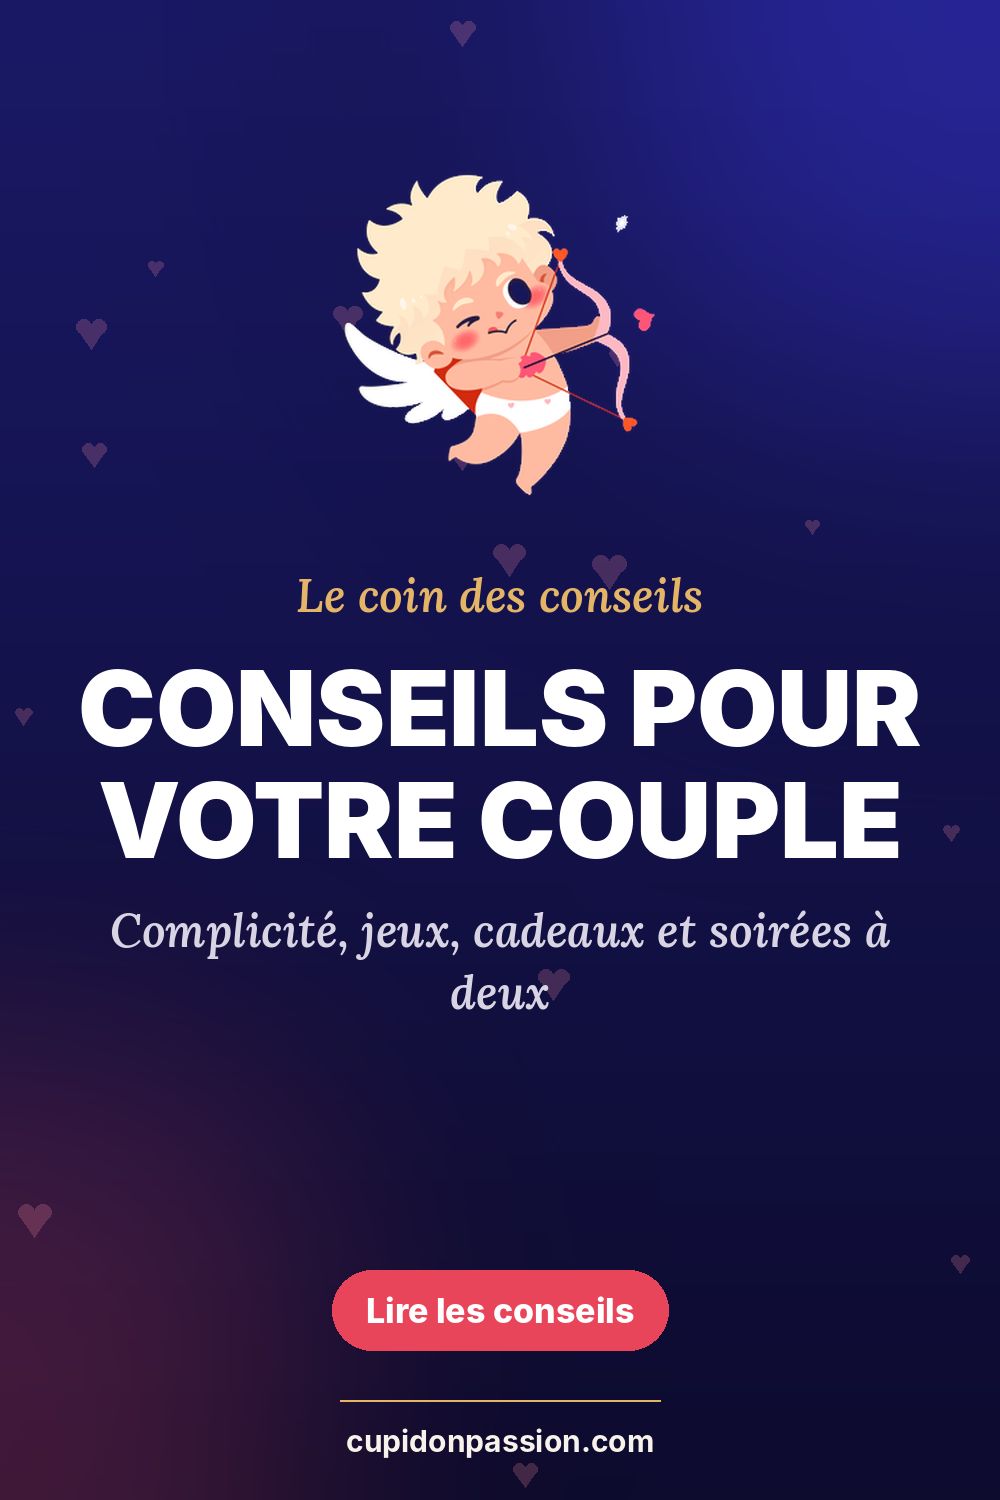 Le coin des conseils
CONSEILS POUR
VOTRE COUPLE
Complicité, jeux, cadeaux et soirées à
deux
Lire les conseils
cupidonpassion.com